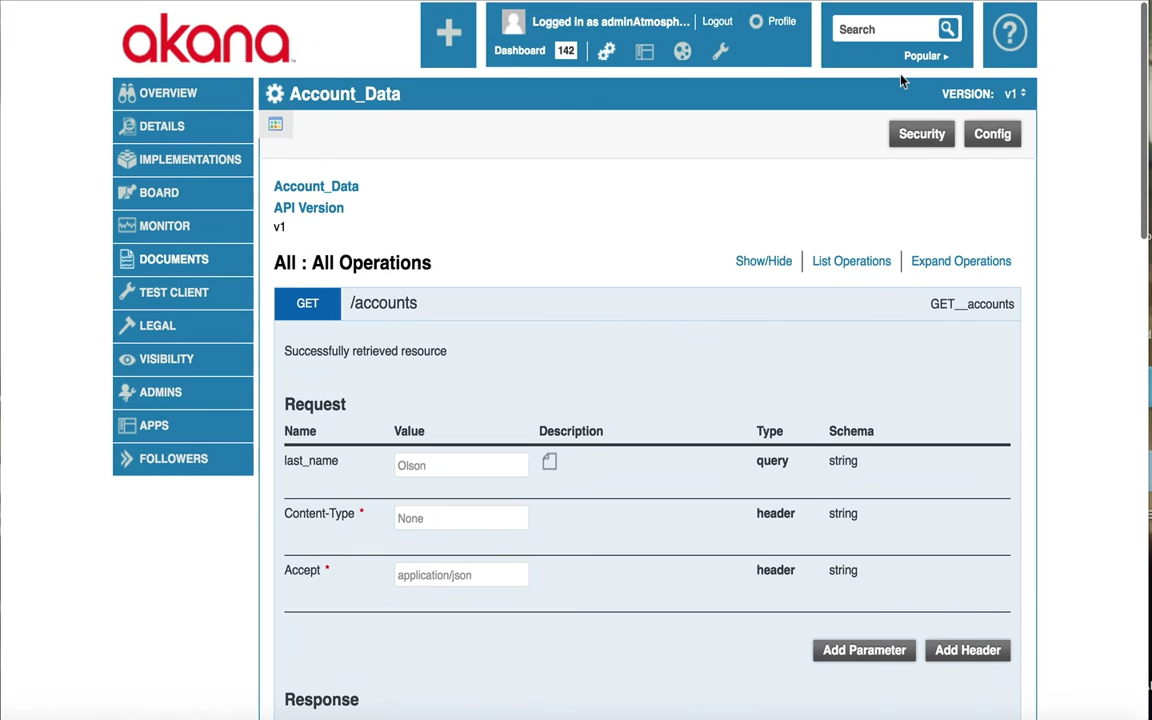 akana
Logged in as adminAtmosph... Logout Profile
Dashboard 142
Search
Popular ▸
?
OVERVIEW
DETAILS
IMPLEMENTATIONS
BOARD
MONITOR
DOCUMENTS
TEST CLIENT
LEGAL
VISIBILITY
ADMINS
APPS
FOLLOWERS
Account_Data
VERSION: v1
Security Config
Account_Data
API Version
v1
All : All Operations
Show/Hide List Operations Expand Operations
GET /accounts GET__accounts
Successfully retrieved resource
Request
Name Value Description Type Schema
last_name Olson query string
Content-Type * None header string
Accept * application/json header string
Add Parameter Add Header
Response